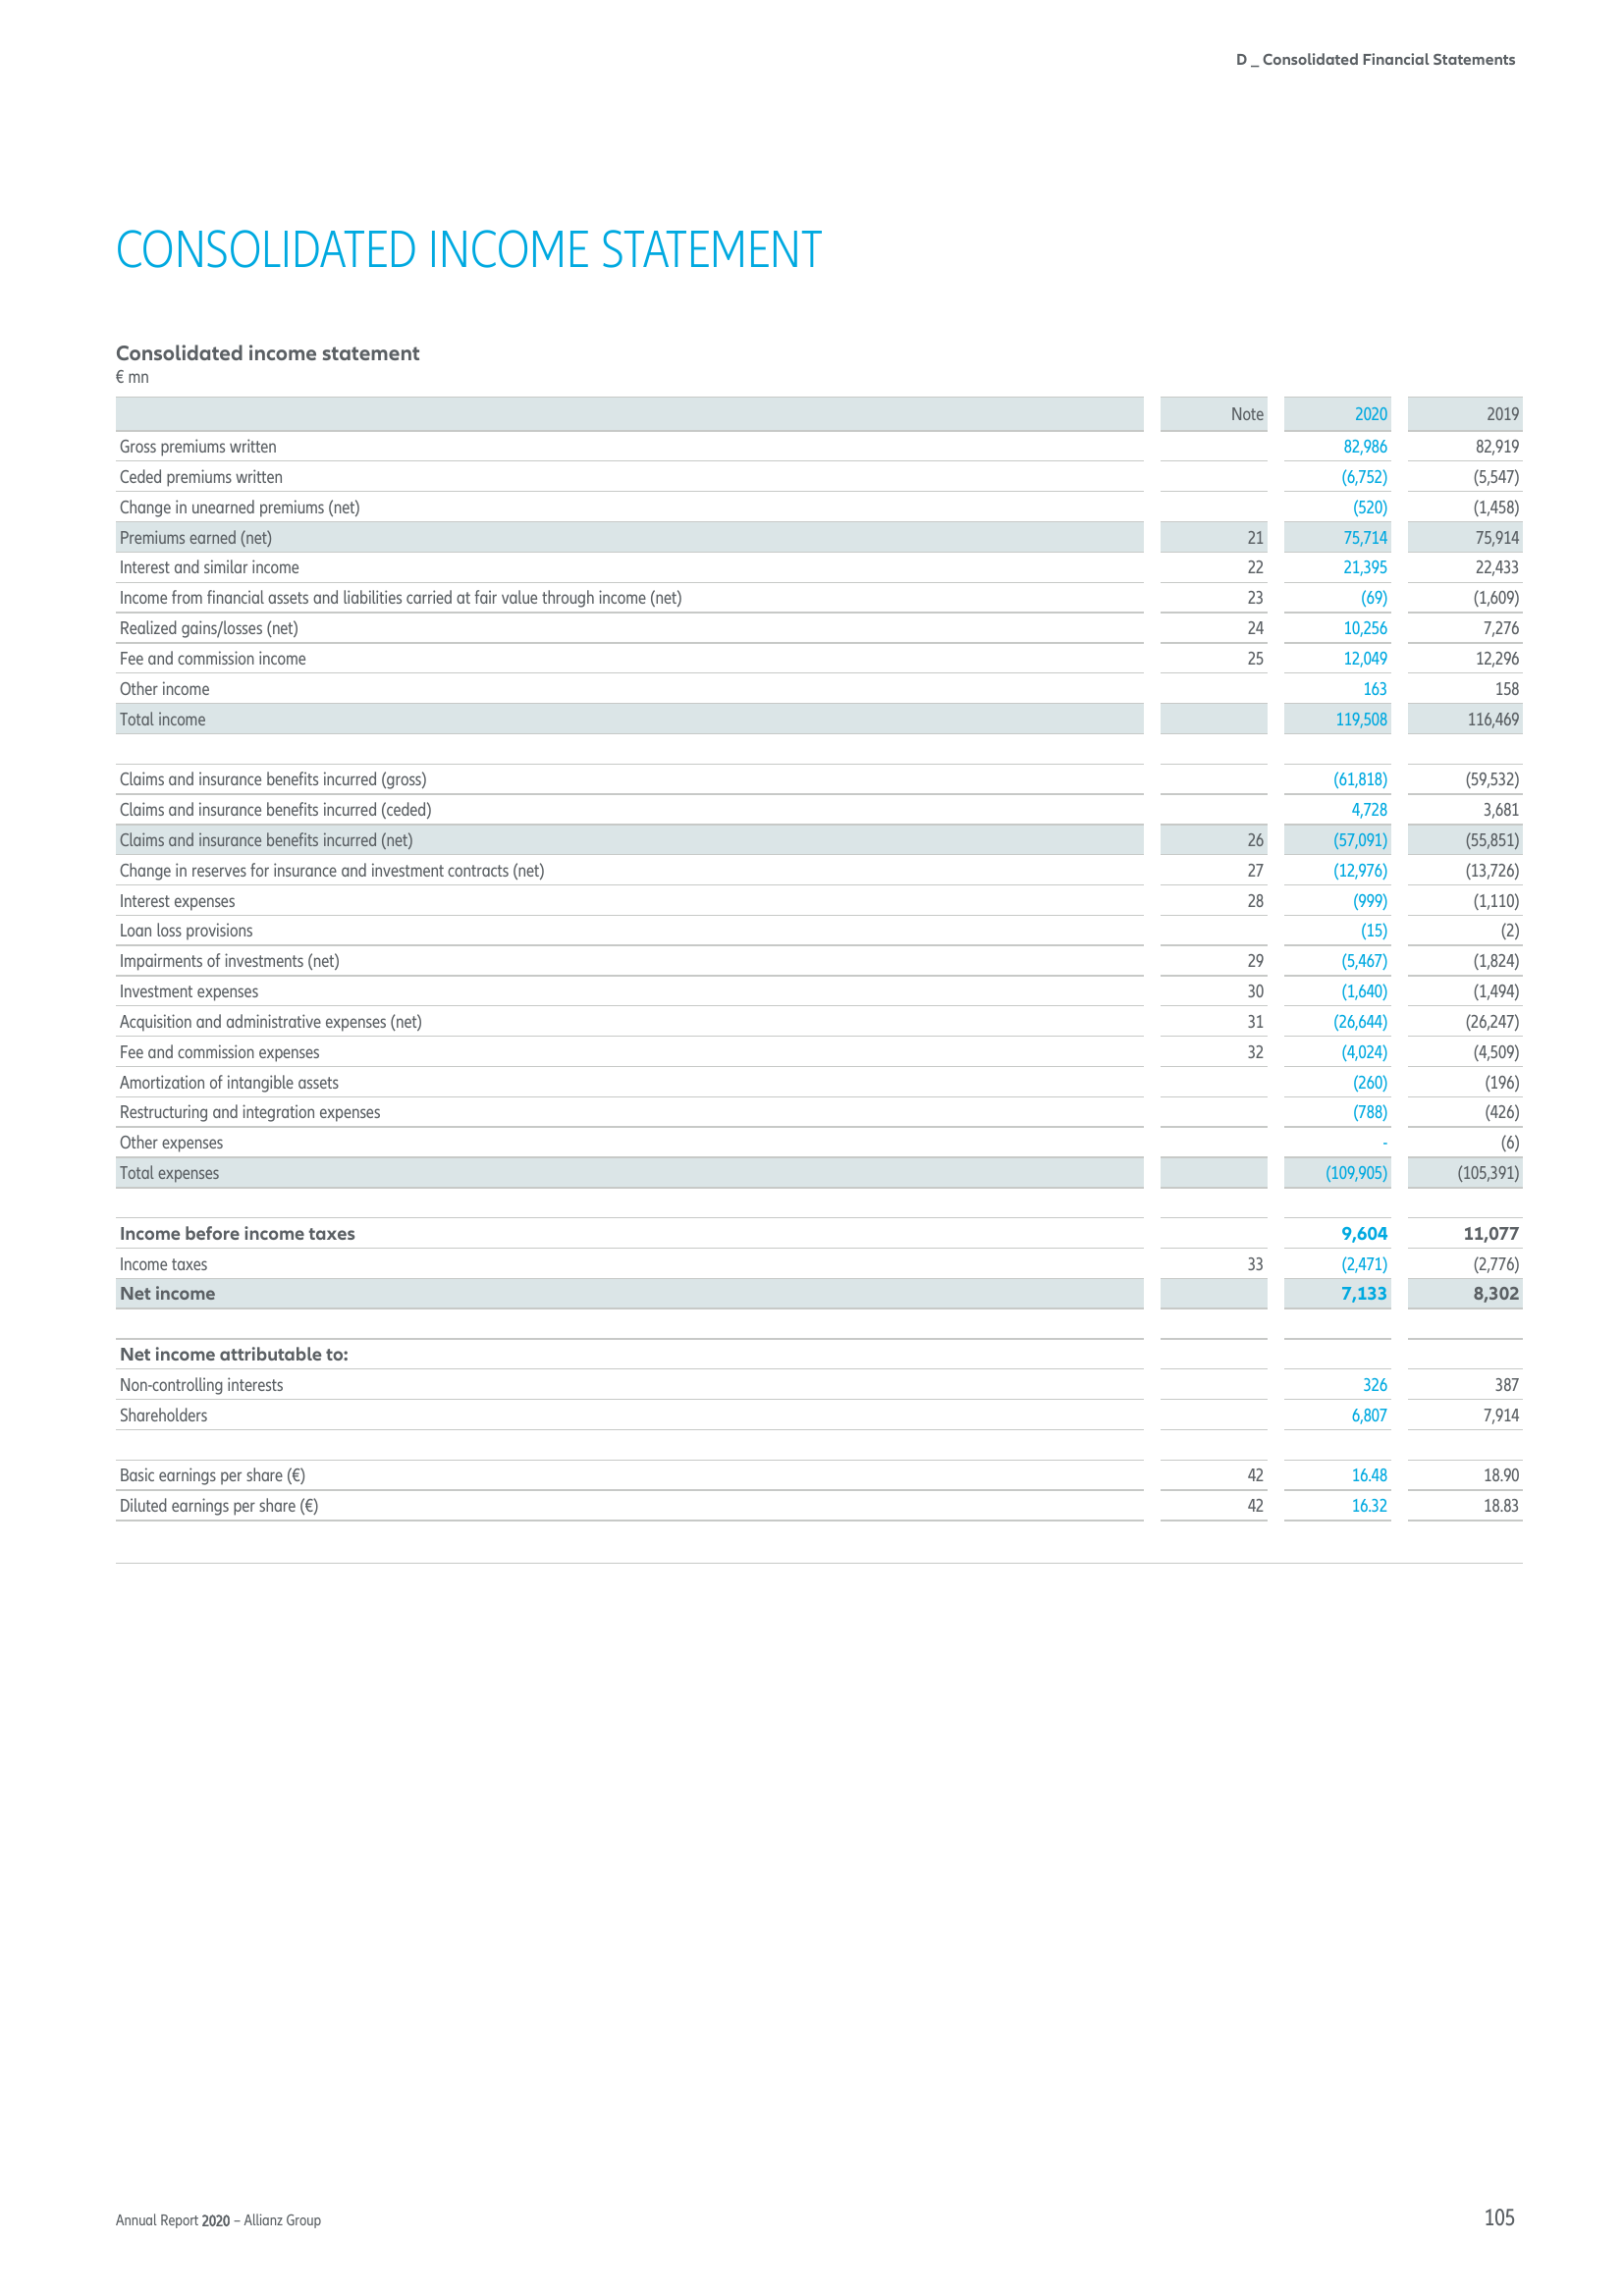 D _ Consolidated Financial Statements
CONSOLIDATED INCOME STATEMENT
Consolidated income statement
€ mn
Note 2020 2019
Gross premiums written 82,986 82,919
Ceded premiums written (6,752) (5,547)
Change in unearned premiums (net) (520) (1,458)
Premiums earned (net) 21 75,714 75,914
Interest and similar income 22 21,395 22,433
Income from financial assets and liabilities carried at fair value through income (net) 23 (69) (1,609)
Realized gains/losses (net) 24 10,256 7,276
Fee and commission income 25 12,049 12,296
Other income 163 158
Total income 119,508 116,469
Claims and insurance benefits incurred (gross) (61,818) (59,532)
Claims and insurance benefits incurred (ceded) 4,728 3,681
Claims and insurance benefits incurred (net) 26 (57,091) (55,851)
Change in reserves for insurance and investment contracts (net) 27 (12,976) (13,726)
Interest expenses 28 (999) (1,110)
Loan loss provisions (15) (2)
Impairments of investments (net) 29 (5,467) (1,824)
Investment expenses 30 (1,640) (1,494)
Acquisition and administrative expenses (net) 31 (26,644) (26,247)
Fee and commission expenses 32 (4,024) (4,509)
Amortization of intangible assets (260) (196)
Restructuring and integration expenses (788) (426)
Other expenses - (6)
Total expenses (109,905) (105,391)
Income before income taxes 9,604 11,077
Income taxes 33 (2,471) (2,776)
Net income 7,133 8,302
Net income attributable to:
Non-controlling interests 326 387
Shareholders 6,807 7,914
Basic earnings per share (€) 42 16.48 18.90
Diluted earnings per share (€) 42 16.32 18.83
Annual Report 2020 – Allianz Group 105